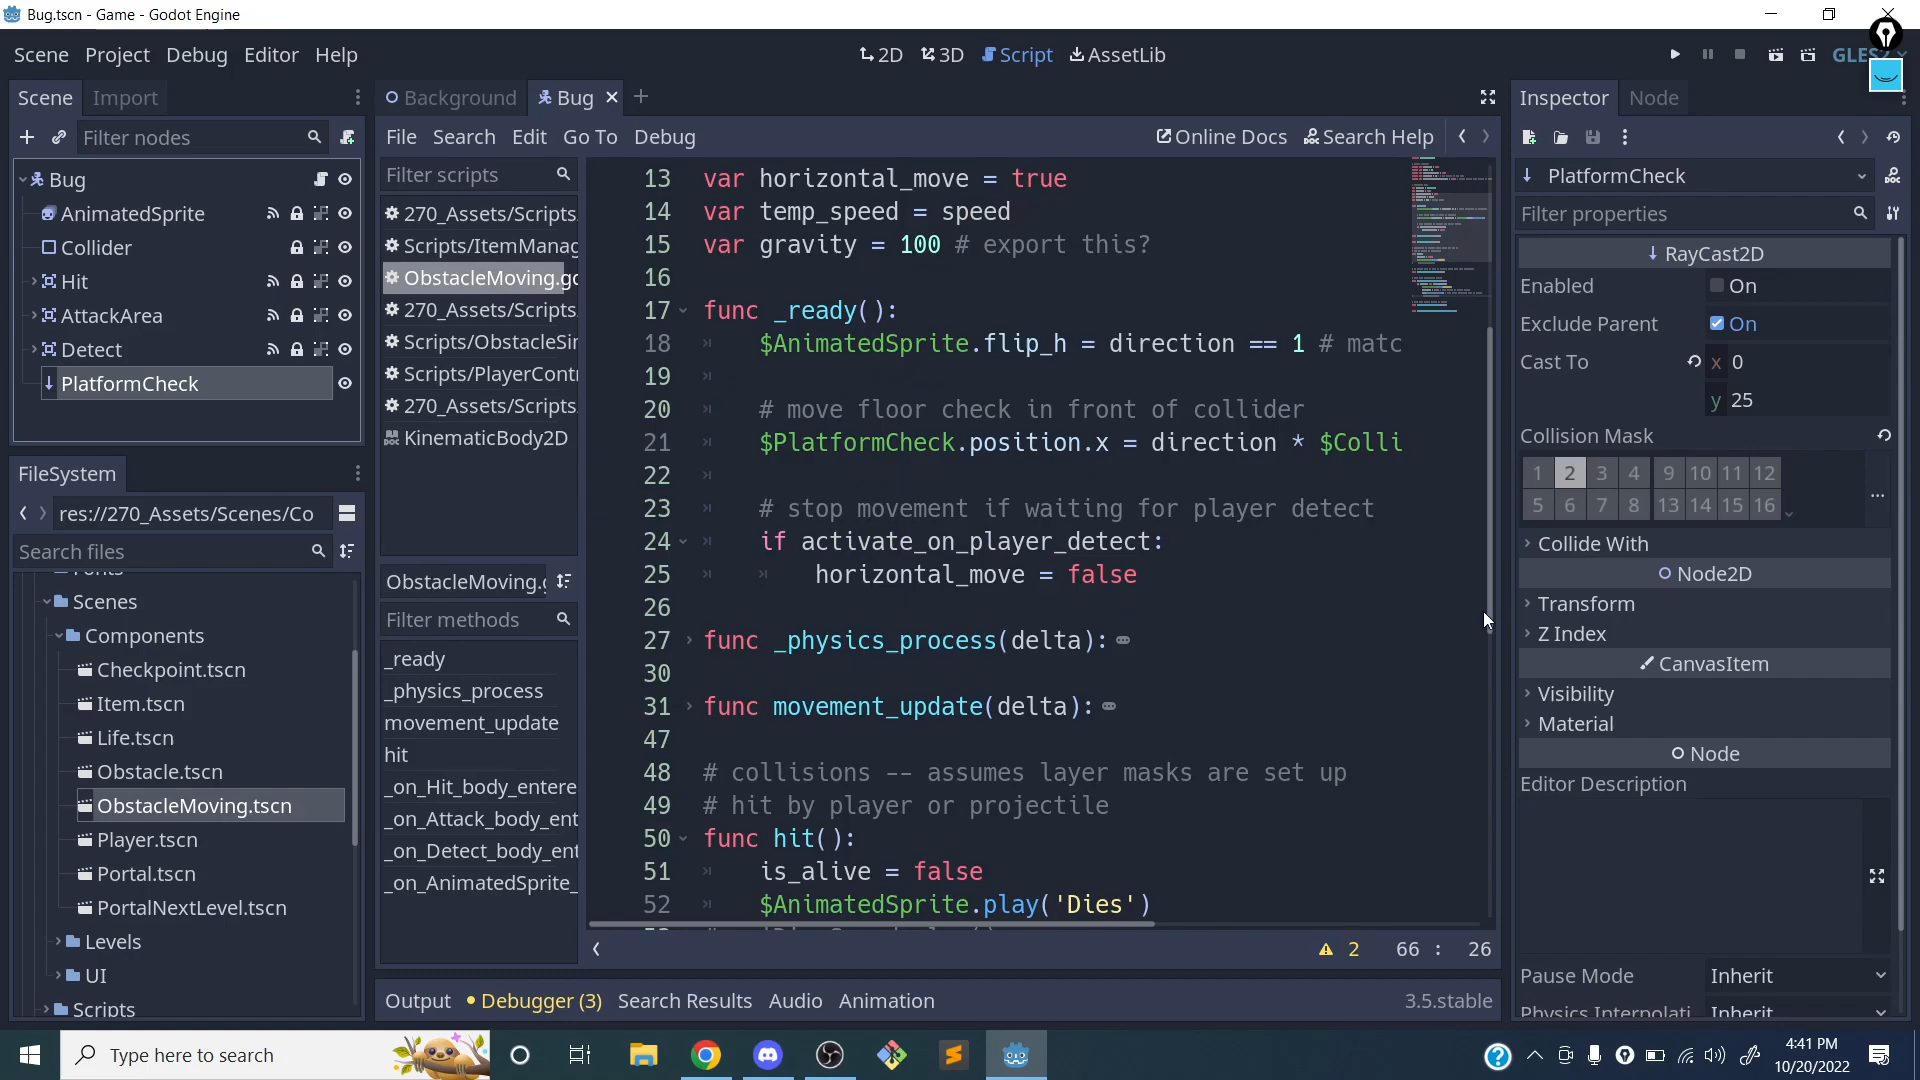 Bug.tscn - Game - Godot Engine
Scene Project Debug Editor Help
2D 3D Script AssetLib
Scene Import
Background Bug
Inspector Node
Filter nodes
File Search Edit Go To Debug
Online Docs Search Help
Bug
AnimatedSprite
Collider
Hit
AttackArea
Detect
PlatformCheck
FileSystem
res://270_Assets/Scenes/Co
Search files
Scenes
Components
Checkpoint.tscn
Item.tscn
Life.tscn
Obstacle.tscn
ObstacleMoving.tscn
Player.tscn
Portal.tscn
PortalNextLevel.tscn
Levels
UI
Scripts
Filter scripts
270_Assets/Scripts
Scripts/ItemManag
ObstacleMoving.gd
270_Assets/Scripts
Scripts/ObstacleSin
Scripts/PlayerContr
270_Assets/Scripts
KinematicBody2D
ObstacleMoving.g
Filter methods
_ready
_physics_process
movement_update
hit
_on_Hit_body_entere
_on_Attack_body_ent
_on_Detect_body_ent
_on_AnimatedSprite_
13 var horizontal_move = true
14 var temp_speed = speed
15 var gravity = 100 # export this?
16
17 func _ready():
18 $AnimatedSprite.flip_h = direction == 1 # matc
19
20 # move floor check in front of collider
21 $PlatformCheck.position.x = direction * $Colli
22
23 # stop movement if waiting for player detect
24 if activate_on_player_detect:
25 horizontal_move = false
26
27 func _physics_process(delta):
30
31 func movement_update(delta):
47
48 # collisions -- assumes layer masks are set up
49 # hit by player or projectile
50 func hit():
51 is_alive = false
52 $AnimatedSprite.play('Dies')
2 66 : 26
Output Debugger (3) Search Results Audio Animation 3.5.stable
PlatformCheck
Filter properties
RayCast2D
Enabled On
Exclude Parent On
Cast To x 0
y 25
Collision Mask
1 2 3 4 9 10 11 12
5 6 7 8 13 14 15 16
Collide With
Node2D
Transform
Z Index
CanvasItem
Visibility
Material
Node
Editor Description
Pause Mode Inherit
Physics Interpolati Inherit
Type here to search
4:41 PM
10/20/2022